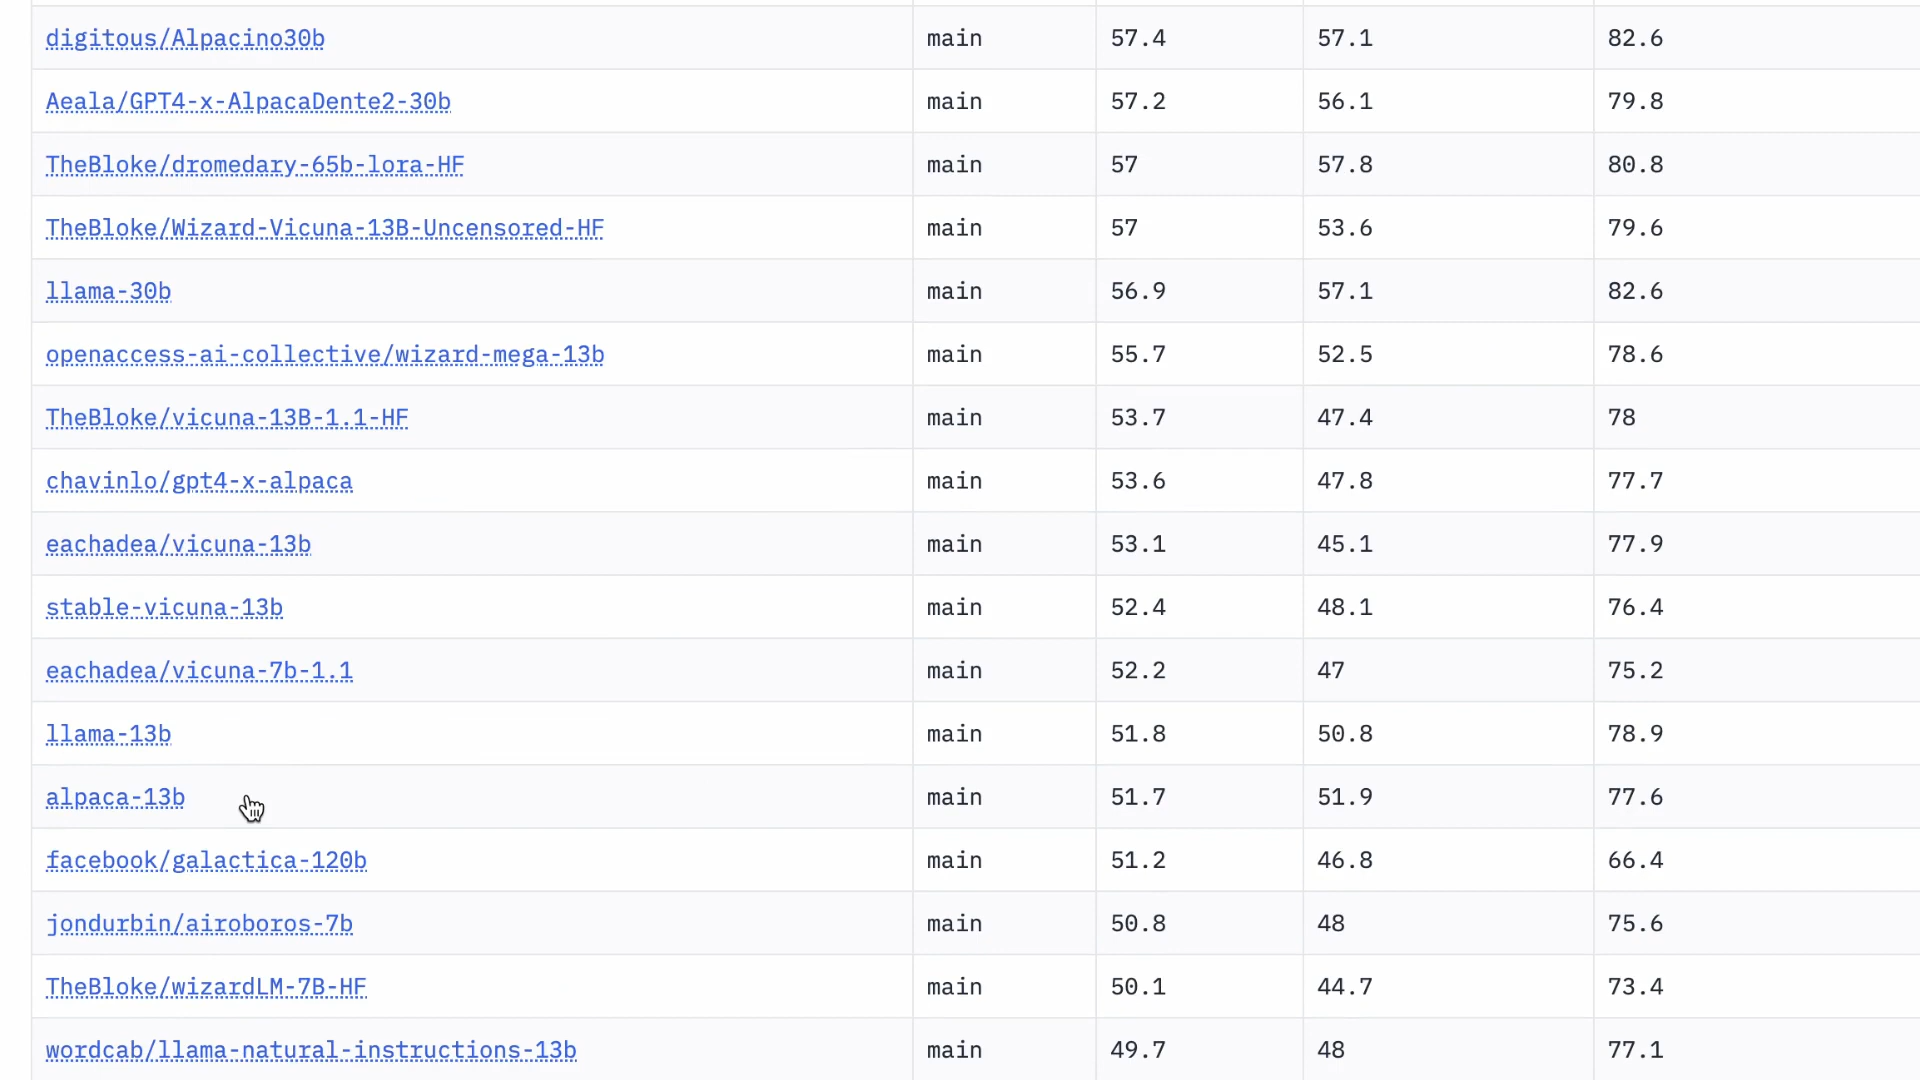 digitous/Alpacino30b main 57.4 57.1 82.6
Aeala/GPT4-x-AlpacaDente2-30b main 57.2 56.1 79.8
TheBloke/dromedary-65b-lora-HF main 57 57.8 80.8
TheBloke/Wizard-Vicuna-13B-Uncensored-HF main 57 53.6 79.6
llama-30b main 56.9 57.1 82.6
openaccess-ai-collective/wizard-mega-13b main 55.7 52.5 78.6
TheBloke/vicuna-13B-1.1-HF main 53.7 47.4 78
chavinlo/gpt4-x-alpaca main 53.6 47.8 77.7
eachadea/vicuna-13b main 53.1 45.1 77.9
stable-vicuna-13b main 52.4 48.1 76.4
eachadea/vicuna-7b-1.1 main 52.2 47 75.2
llama-13b main 51.8 50.8 78.9
alpaca-13b main 51.7 51.9 77.6
facebook/galactica-120b main 51.2 46.8 66.4
jondurbin/airoboros-7b main 50.8 48 75.6
TheBloke/wizardLM-7B-HF main 50.1 44.7 73.4
wordcab/llama-natural-instructions-13b main 49.7 48 77.1